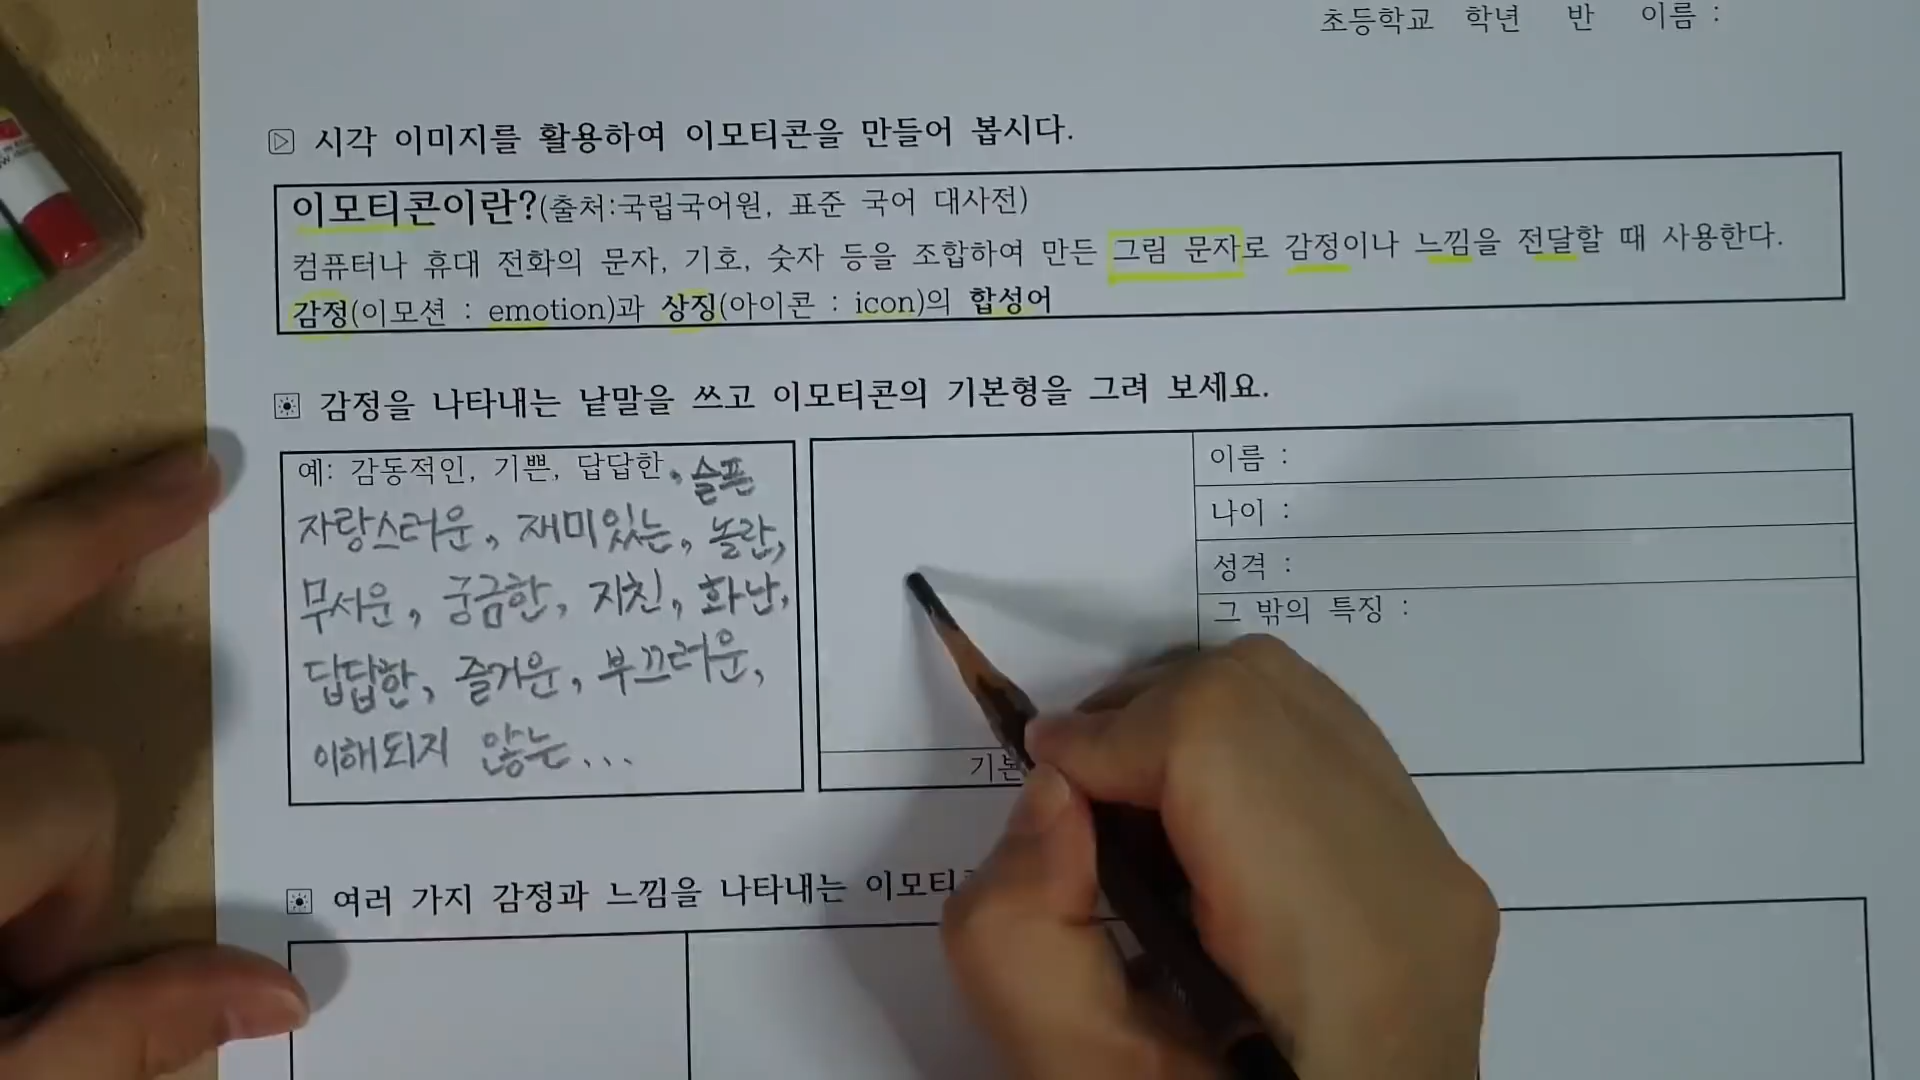 초등학교 학년 반 이름 :
시각 이미지를 활용하여 이모티콘을 만들어 봅시다.
이모티콘이란?(출처:국립국어원, 표준 국어 대사전)
컴퓨터나 휴대 전화의 문자, 기호, 숫자 등을 조합하여 만든 그림 문자로 감정이나 느낌을 전달할 때 사용한다.
감정(이모션 : emotion)과 상징(아이콘 : icon)의 합성어
감정을 나타내는 낱말을 쓰고 이모티콘의 기본형을 그려 보세요.
예: 감동적인, 기쁜, 답답한, 슬픈
자랑스러운, 재미있는, 놀란,
무서운, 궁금한, 지친, 화난,
답답한, 즐거운, 부끄러운,
이해되지 않는...
기본
이름 :
나이 :
성격 :
그 밖의 특징 :
여러 가지 감정과 느낌을 나타내는 이모티